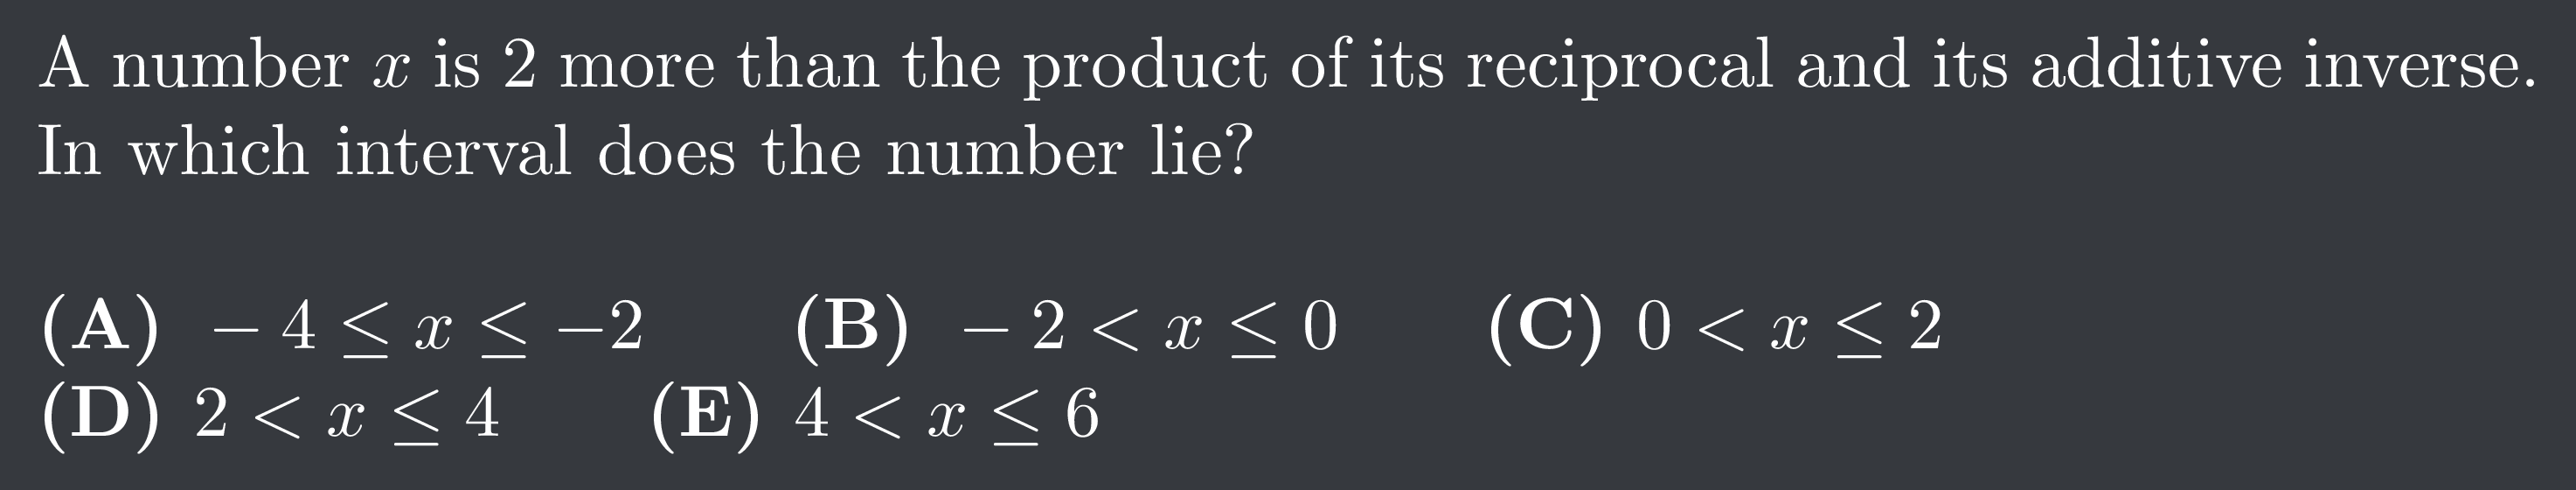 A number x is 2 more than the product of its reciprocal and its additive inverse.
In which interval does the number lie?
(A) − 4 ≤ x ≤ −2 (B) − 2 < x ≤ 0 (C) 0 < x ≤ 2
(D) 2 < x ≤ 4 (E) 4 < x ≤ 6